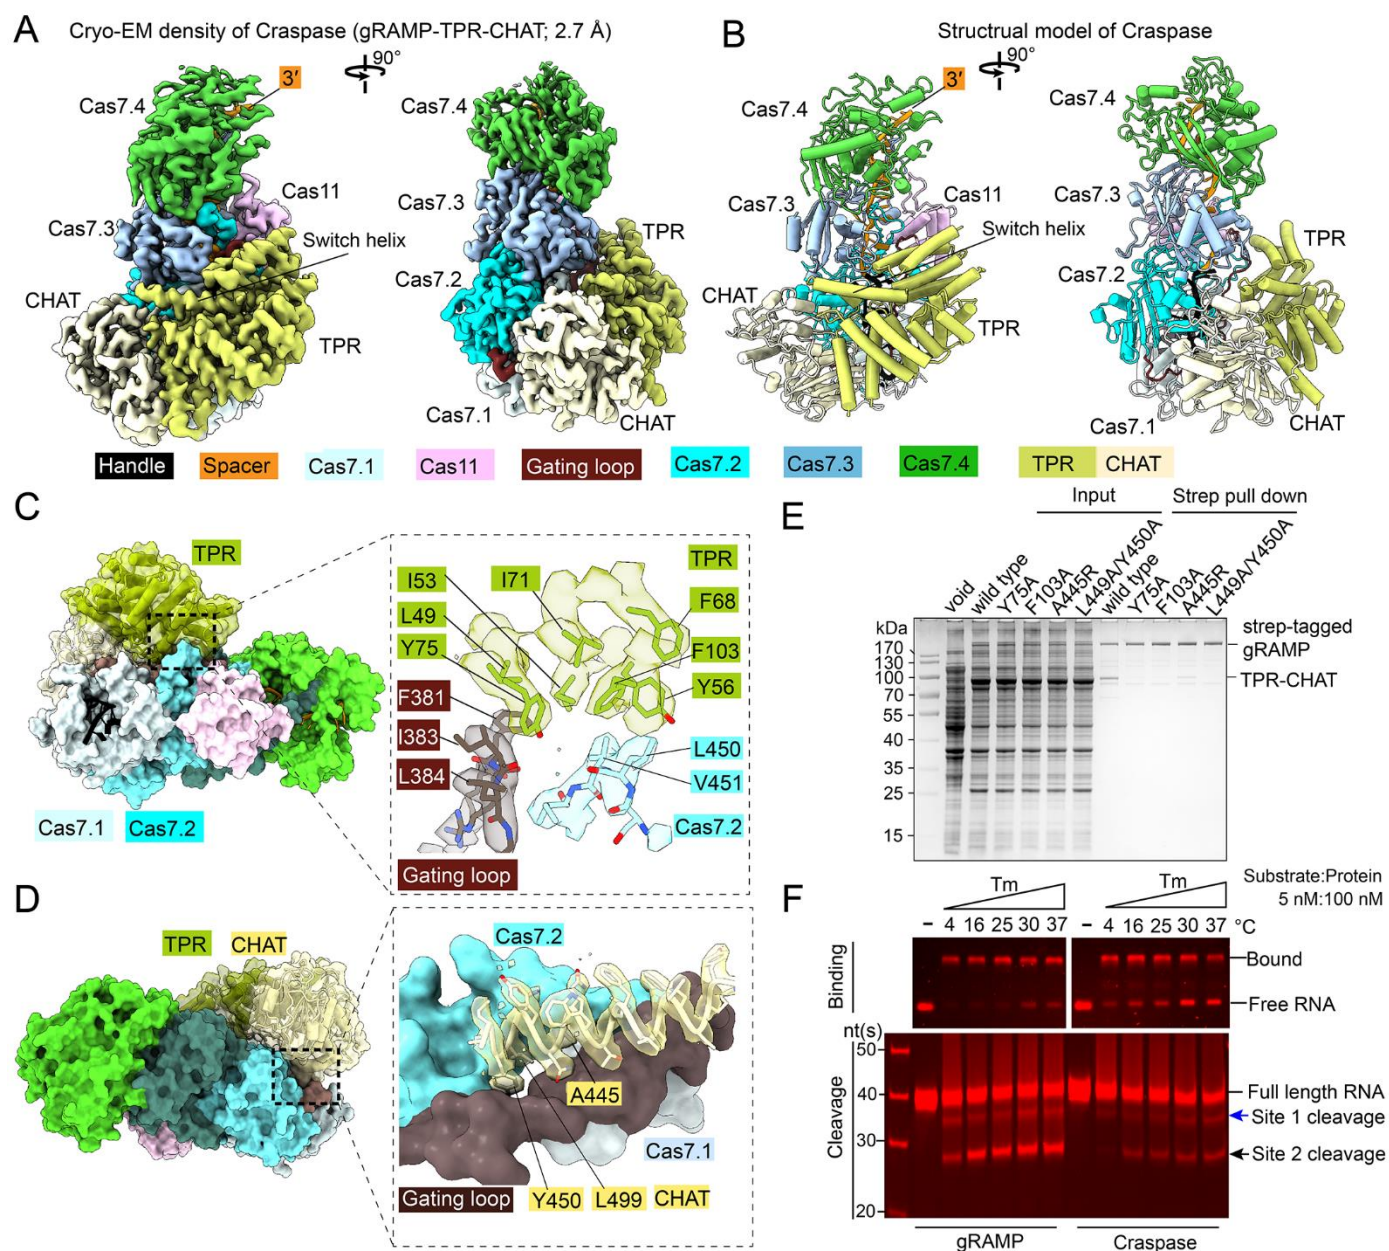 A
Cryo-EM density of Craspase (gRAMP-TPR-CHAT; 2.7 Å)
90°
3′
Cas7.4
Cas7.4
Cas11
Cas7.3
Cas7.3
Switch helix
TPR
Cas7.2
CHAT
TPR
Cas7.1
CHAT
B
Structrual model of Craspase
90°
3′
Cas7.4
Cas7.4
Cas11
Cas7.3
Cas7.3
Switch helix
TPR
Cas7.2
CHAT
TPR
Cas7.1
CHAT
Handle Spacer Cas7.1 Cas11 Gating loop Cas7.2 Cas7.3 Cas7.4 TPR CHAT
C
TPR
Cas7.1 Cas7.2
TPR
I53
I71
L49
F68
Y75
F103
F381
Y56
I383
L450
L384
V451
Cas7.2
Gating loop
D
TPR CHAT
Cas7.2
A445
Cas7.1
Gating loop Y450 L499 CHAT
E
Input Strep pull down
void
wild type
Y75A
F103A
A445R
L449A/Y450A
wild type
Y75A
F103A
A445R
L449A/Y450A
kDa
170
130
100
70
55
40
35
25
15
strep-tagged
gRAMP
TPR-CHAT
F
Substrate:Protein
5 nM:100 nM
Tm Tm
– 4 16 25 30 37 – 4 16 25 30 37 °C
Binding
Bound
Free RNA
nt(s)
Cleavage
50
40
30
20
Full length RNA
Site 1 cleavage
Site 2 cleavage
gRAMP Craspase